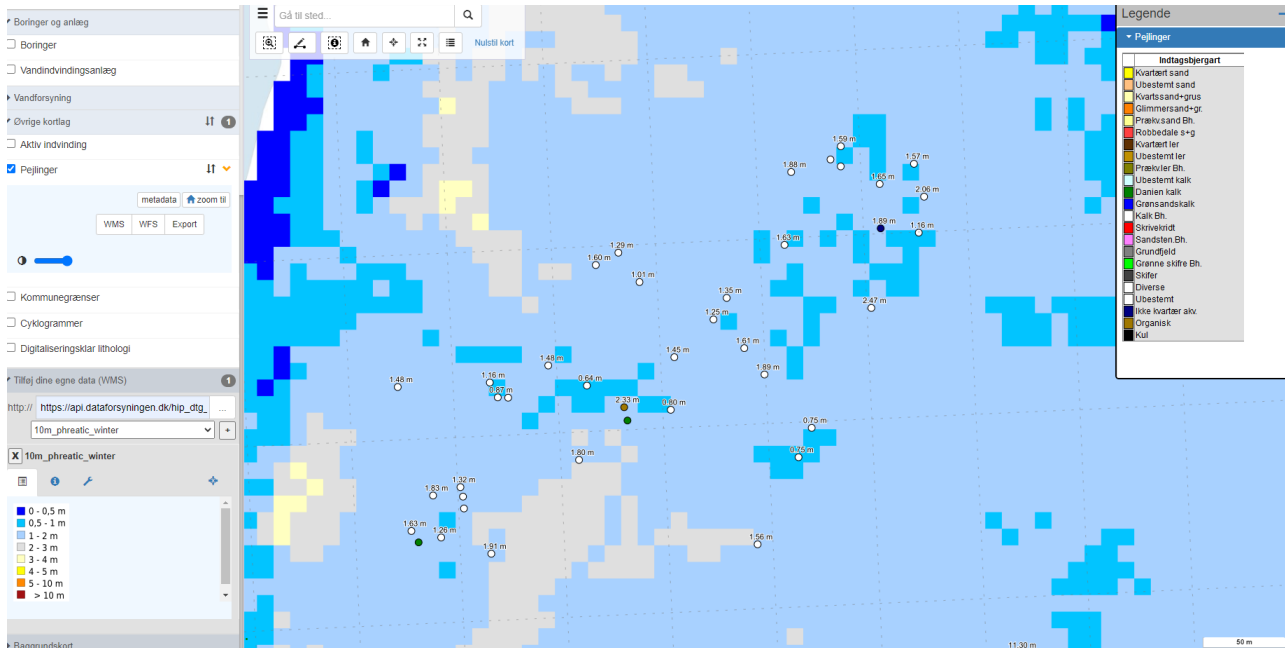 Boringer og anlæg
Boringer
Vandindvindingsanlæg
Vandforsyning
Øvrige kortlag
1
Aktiv indvinding
Pejlinger
metadata
zoom til
WMS
WFS
Export
Kommunegrænser
Cyklogrammer
Digitaliseringsklar lithologi
Tilføj dine egne data (WMS)
1
http:// https://api.dataforsyningen.dk/hip_dtg_ ...
10m_phreatic_winter
+
X 10m_phreatic_winter
0 - 0,5 m
0,5 - 1 m
1 - 2 m
2 - 3 m
3 - 4 m
4 - 5 m
5 - 10 m
> 10 m
Baggrundskort
Gå til sted...
Nulstil kort
1.59 m
1.88 m
1.57 m
1.65 m
2.06 m
1.89 m
1.16 m
1.63 m
1.29 m
1.60 m
1.01 m
1.35 m
2.47 m
1.25 m
1.61 m
1.45 m
1.48 m
1.89 m
1.16 m
1.48 m
0.64 m
0.87 m
2.33 m
0.80 m
0.75 m
0.75 m
1.80 m
1.32 m
1.83 m
1.63 m
1.26 m
1.91 m
1.56 m
11.30 m
50 m
Legende
Pejlinger
Indtagsbjergart
Kvartært sand
Ubestemt sand
Kvartssand+grus
Glimmersand+gr.
Prækv.sand Bh.
Robbedale s+g
Kvartært ler
Ubestemt ler
Prækv.ler Bh.
Ubestemt kalk
Danien kalk
Grønsandskalk
Kalk Bh.
Skrivekridt
Sandsten.Bh.
Grundfjeld
Grønne skifre Bh.
Skifer
Diverse
Ubestemt
Ikke kvartær akv.
Organisk
Kul